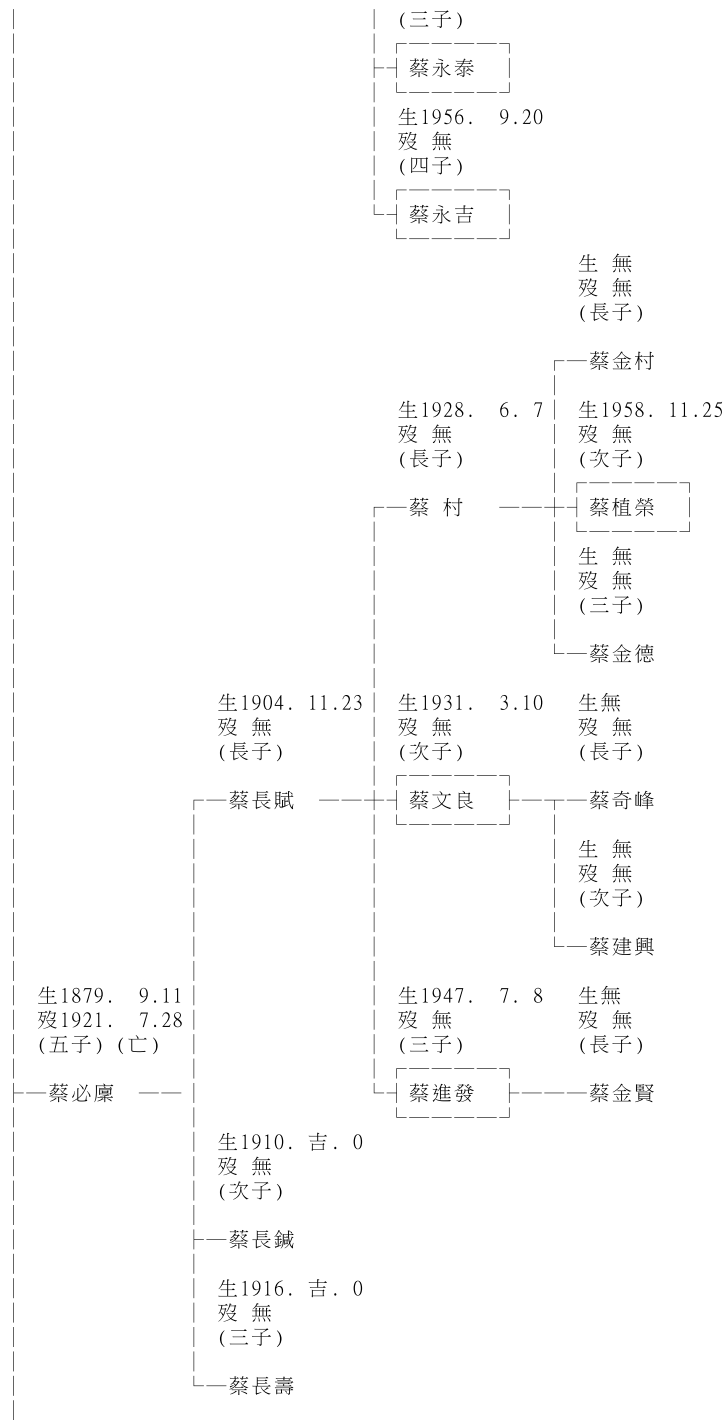 (三子)
蔡永泰
生1956. 9.20
歿 無
(四子)
蔡永吉
生 無
歿 無
(長子)
蔡金村
生1928. 6. 7 生1958. 11.25
歿 無 歿 無
(長子) (次子)
蔡 村 蔡植榮
生 無
歿 無
(三子)
蔡金德
生1904. 11.23 生1931. 3.10 生無
歿 無 歿 無 歿 無
(長子) (次子) (長子)
蔡長賦 蔡文良 蔡奇峰
生 無
歿 無
(次子)
蔡建興
生1879. 9.11 生1947. 7. 8 生無
歿1921. 7.28 歿 無 歿 無
(五子) (亡) (三子) (長子)
蔡必廩 蔡進發 蔡金賢
生1910. 吉. 0
歿 無
(次子)
蔡長鍼
生1916. 吉. 0
歿 無
(三子)
蔡長壽